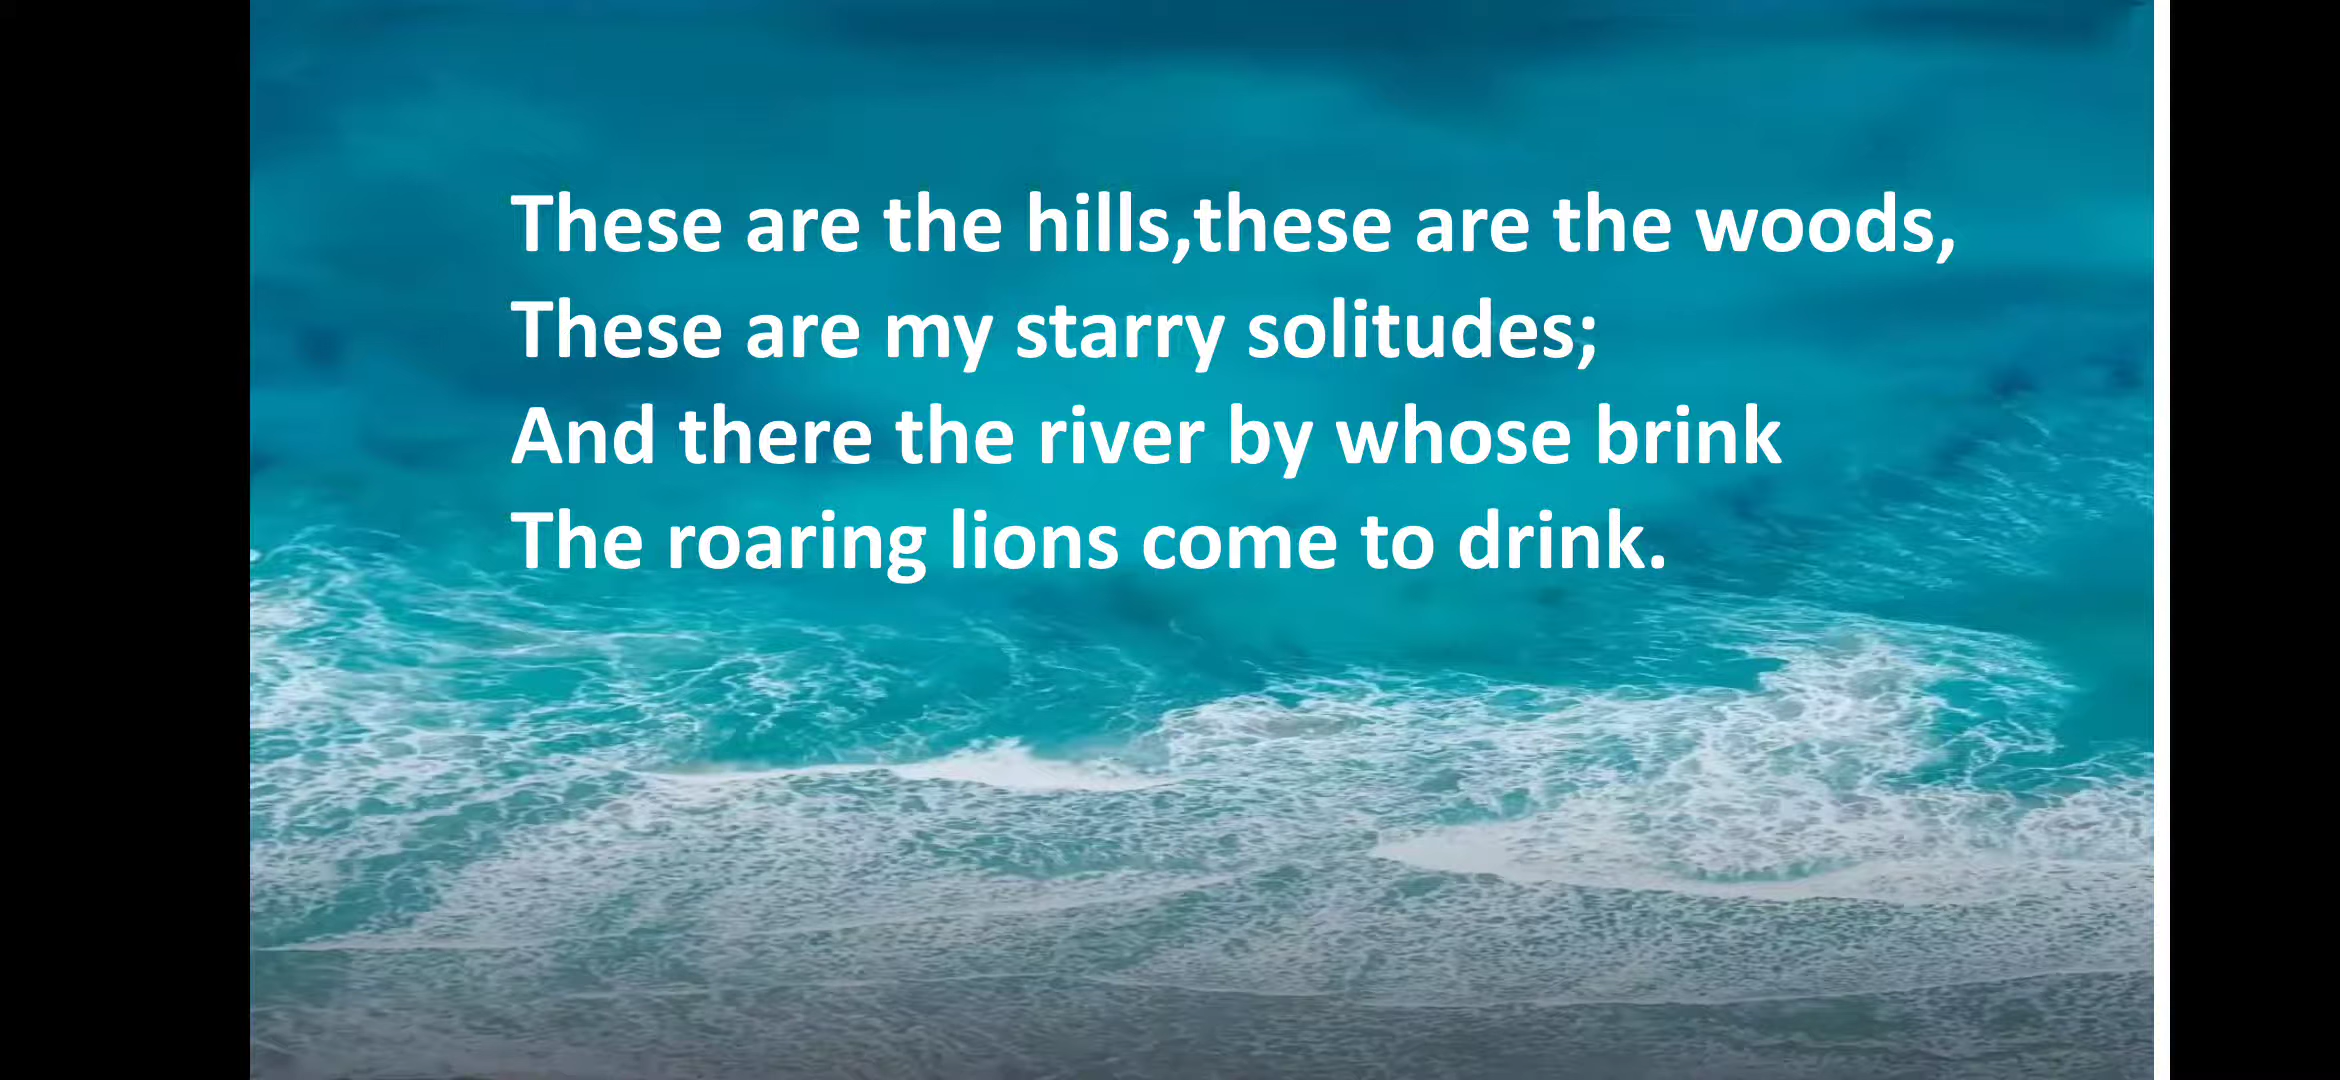 These are the hills,these are the woods,
These are my starry solitudes;
And there the river by whose brink
The roaring lions come to drink.